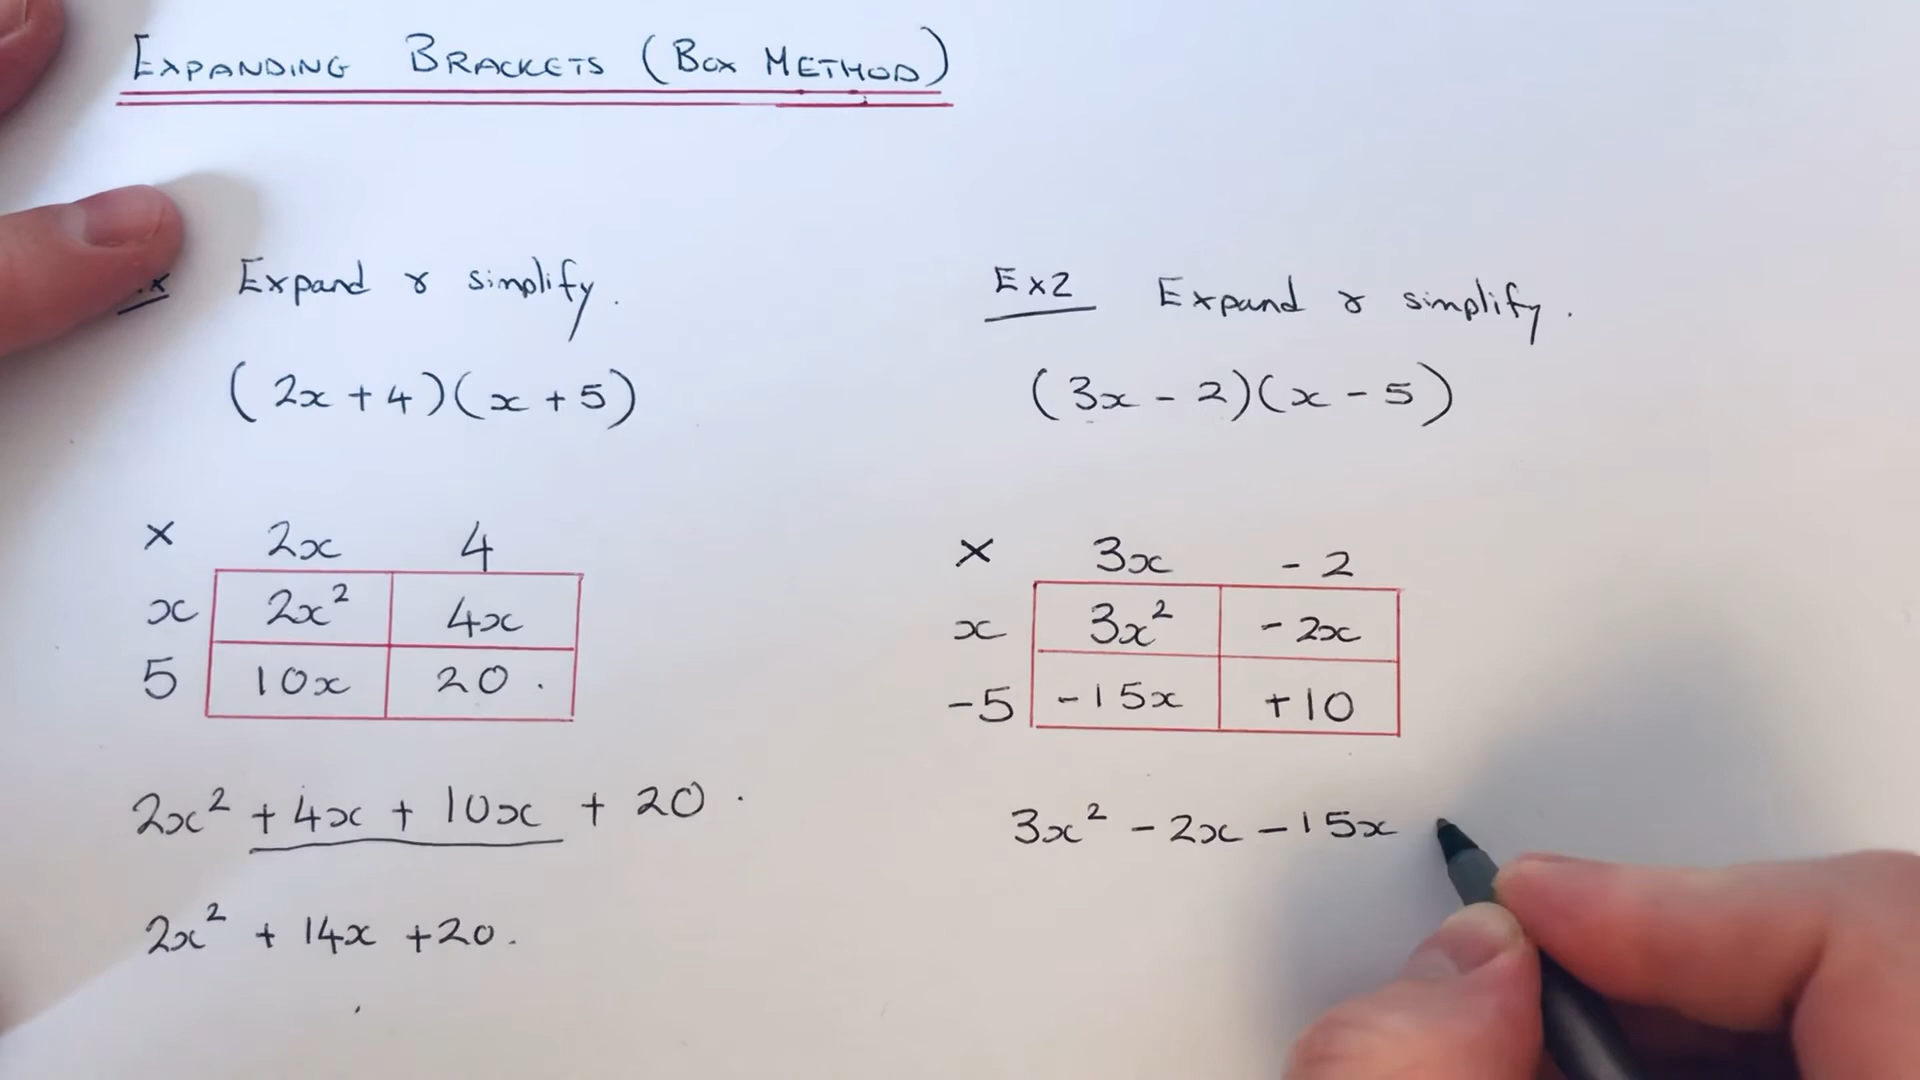 EXPANDING BRACKETS (BOX METHOD)
Expand & simplify.
(2x + 4)(x + 5)
× 2x 4
x 2x² 4x
5 10x 20.
2x² + 4x + 10x + 20.
2x² + 14x + 20.
Ex2 Expand & simplify.
(3x - 2)(x - 5)
× 3x -2
x 3x² -2x
-5 -15x +10
3x² - 2x - 15x